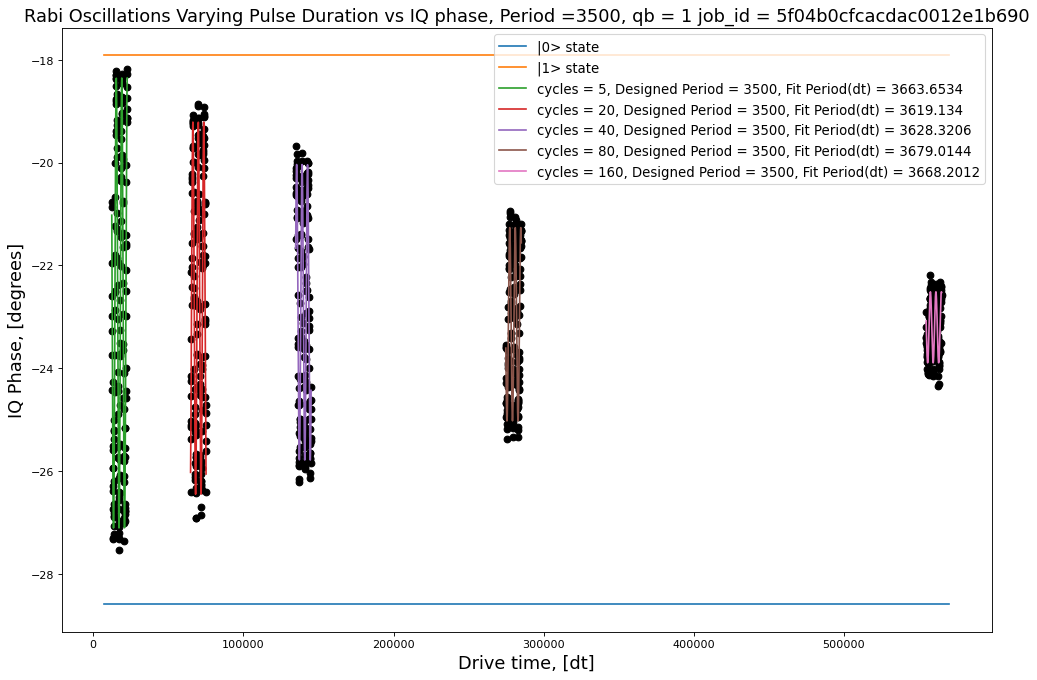 Rabi Oscillations Varying Pulse Duration vs IQ phase, Period =3500, qb = 1 job_id = 5f04b0cfcacdac0012e1b690
|0> state
|1> state
cycles = 5, Designed Period = 3500, Fit Period(dt) = 3663.6534
cycles = 20, Designed Period = 3500, Fit Period(dt) = 3619.134
cycles = 40, Designed Period = 3500, Fit Period(dt) = 3628.3206
cycles = 80, Designed Period = 3500, Fit Period(dt) = 3679.0144
cycles = 160, Designed Period = 3500, Fit Period(dt) = 3668.2012
IQ Phase, [degrees]
−18
−20
−22
−24
−26
−28
0
100000
200000
300000
400000
500000
Drive time, [dt]